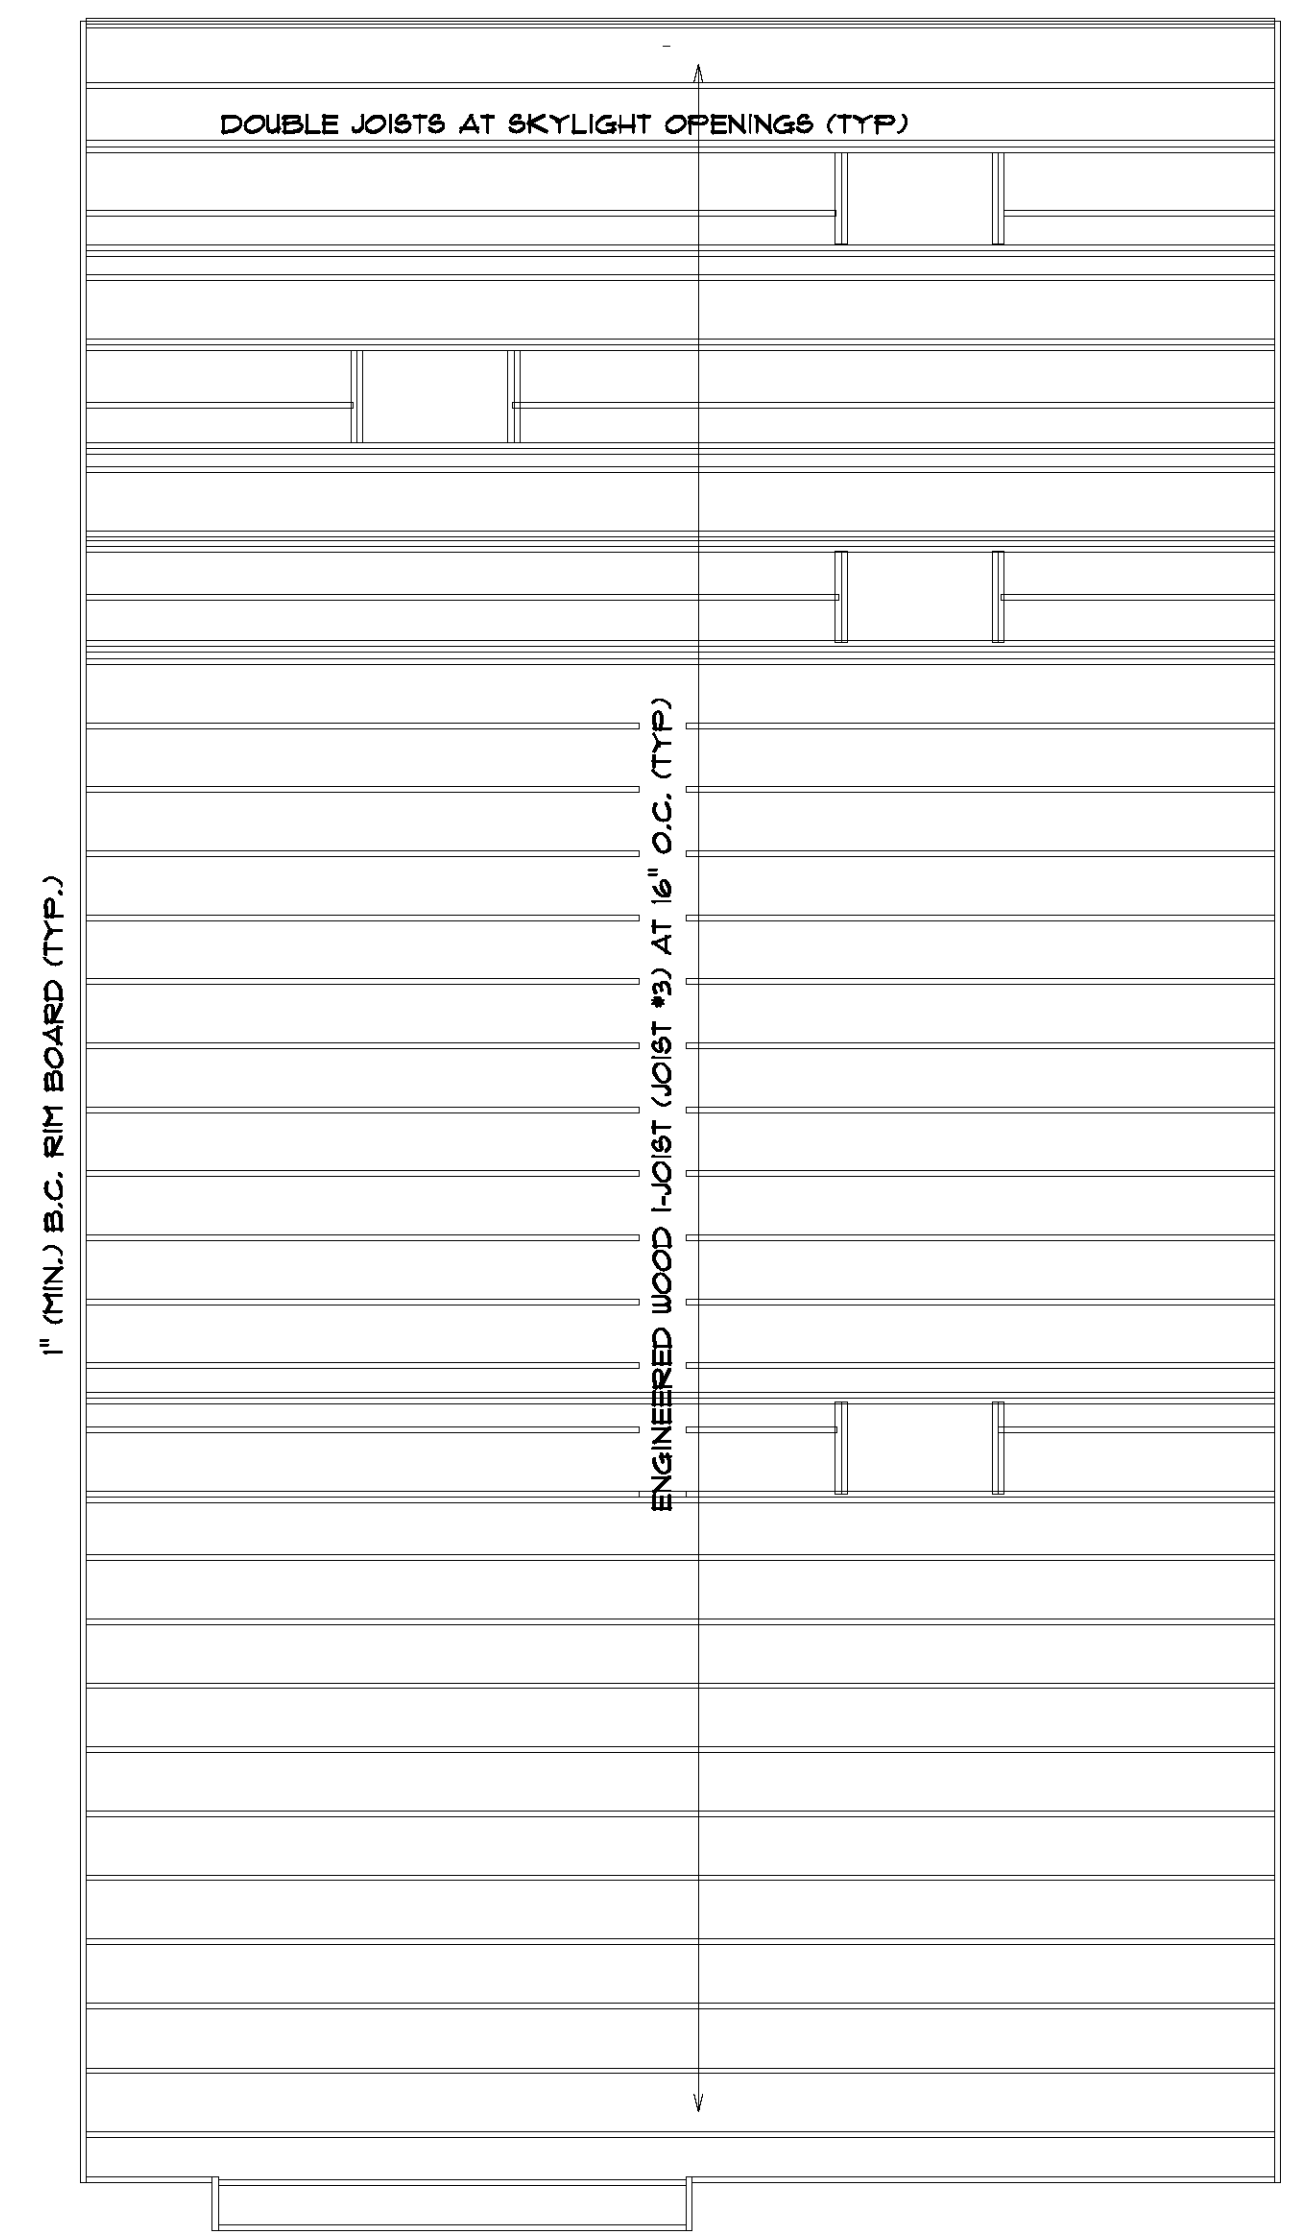 DOUBLE JOISTS AT SKYLIGHT OPENINGS (TYP)
1" (MIN.) B.C. RIM BOARD (TYP.)
ENGINEERED WOOD I-JOIST (JOIST #3) AT 16" O.C. (TYP)